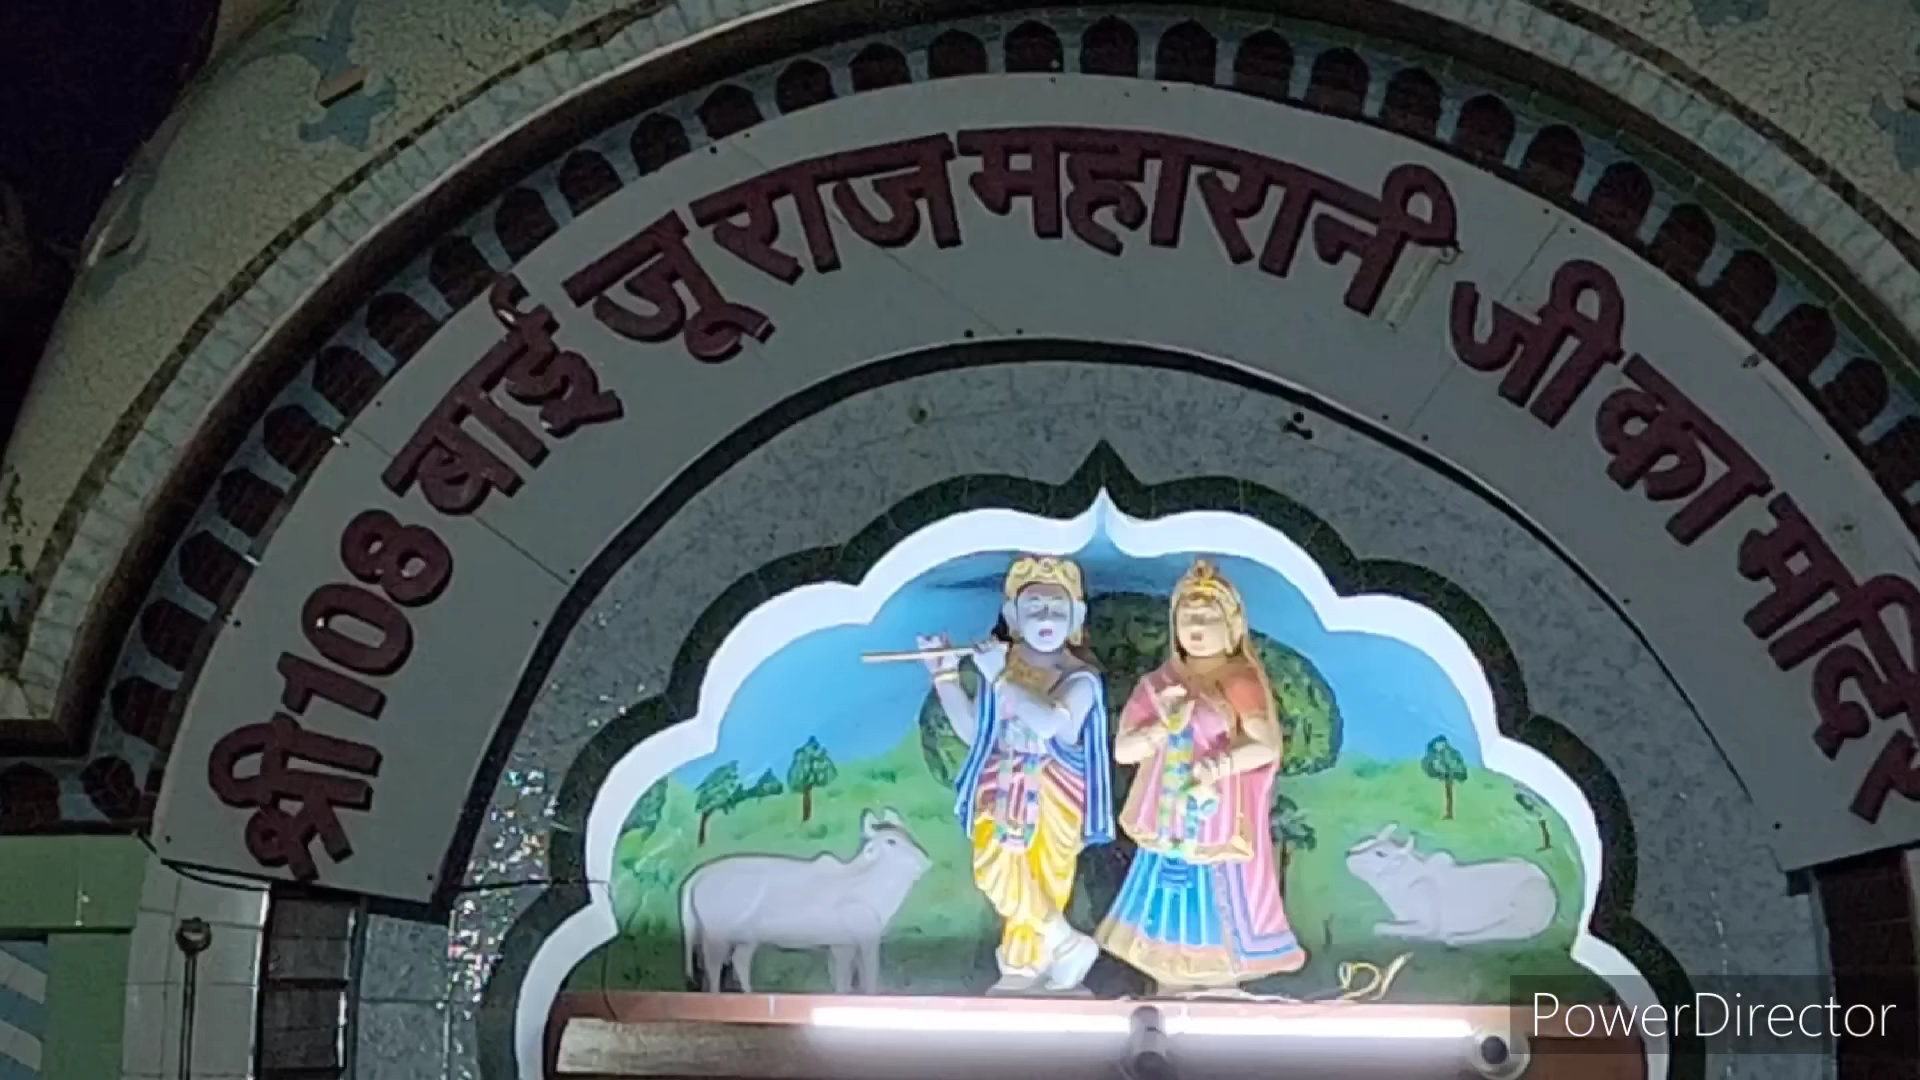 श्री 108 बाई जू राज महारानी जी का मंदिर
PowerDirector